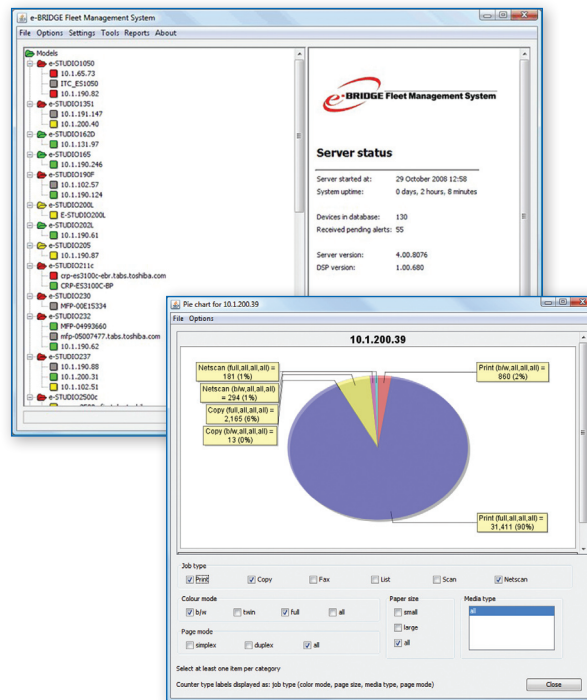 e-BRIDGE Fleet Management System
File Options Settings Tools Reports About
Models
e-STUDIO1050
10.1.65.73
ITC_ES1050
10.1.190.82
e-STUDIO1351
10.1.191.147
10.1.200.40
e-STUDIO162D
10.1.131.97
e-STUDIO165
10.1.190.246
e-STUDIO190F
10.1.102.57
10.1.190.124
e-STUDIO200L
E-STUDIO200L
e-STUDIO202L
10.1.190.61
e-STUDIO205
10.1.190.87
e-STUDIO211c
crp-es3100c-ebr.tabs.toshiba.com
CRP-ES3100C-BP
e-STUDIO230
MFP-00E15334
e-STUDIO232
MFP-04993660
mfp-05007477.tabs.toshiba.com
10.1.190.62
e-STUDIO237
10.1.190.88
10.1.200.31
10.1.102.51
e-STUDIO2500c
e-BRIDGE Fleet Management System
Server status
Server started at: 29 October 2008 12:58
System uptime: 0 days, 2 hours, 8 minutes
Devices in database: 130
Received pending alerts: 55
Server version: 4.00.8076
DSP version: 1.00.680
Pie chart for 10.1.200.39
File Options
10.1.200.39
Netscan (full,all,all,all) =
181 (1%)
Netscan (b/w,all,all,all)
= 294 (1%)
Copy (full,all,all,all) =
2,165 (6%)
Copy (b/w,all,all,all) =
13 (0%)
Print (b/w,all,all,all) =
860 (2%)
Print (full,all,all,all) =
31,411 (90%)
Job type
Print Copy Fax List Scan Netscan
Colour mode
b/w twin full all
Page mode
simplex duplex all
Paper size
small
large
all
Media type
all
Select at least one item per category
Counter type labels displayed as: job type (color mode, page size, media type, page mode)
Close